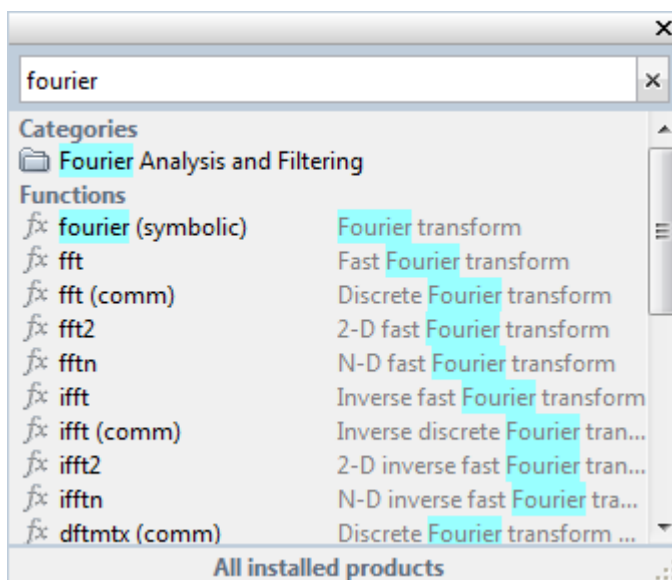 fourier
Categories
Fourier Analysis and Filtering
Functions
fx fourier (symbolic) Fourier transform
fx fft Fast Fourier transform
fx fft (comm) Discrete Fourier transform
fx fft2 2-D fast Fourier transform
fx fftn N-D fast Fourier transform
fx ifft Inverse fast Fourier transform
fx ifft (comm) Inverse discrete Fourier tran...
fx ifft2 2-D inverse fast Fourier tran...
fx ifftn N-D inverse fast Fourier tra...
fx dftmtx (comm) Discrete Fourier transform ...
All installed products